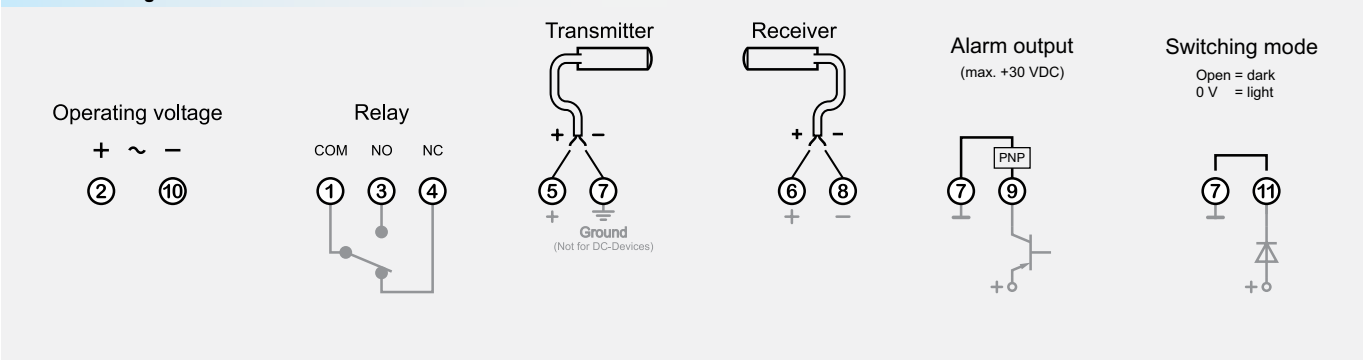 Operating voltage
+ ~ −
2 10
Relay
COM NO NC
1 3 4
Transmitter
+ −
5 7
+
Ground
(Not for DC-Devices)
Receiver
+ −
6 8
+ −
Alarm output
(max. +30 VDC)
PNP
7 9
+
Switching mode
Open = dark
0 V = light
7 11
+